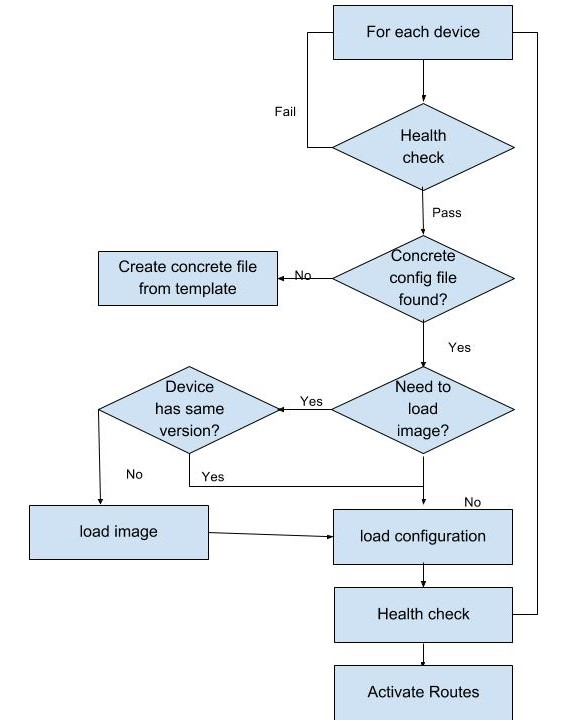 For each device
Fail
Health
check
Pass
Concrete
config file
found?
No
Create concrete file
from template
Yes
Need to
load
image?
Yes
Device
has same
version?
No
Yes
No
load image
load configuration
Health check
Activate Routes